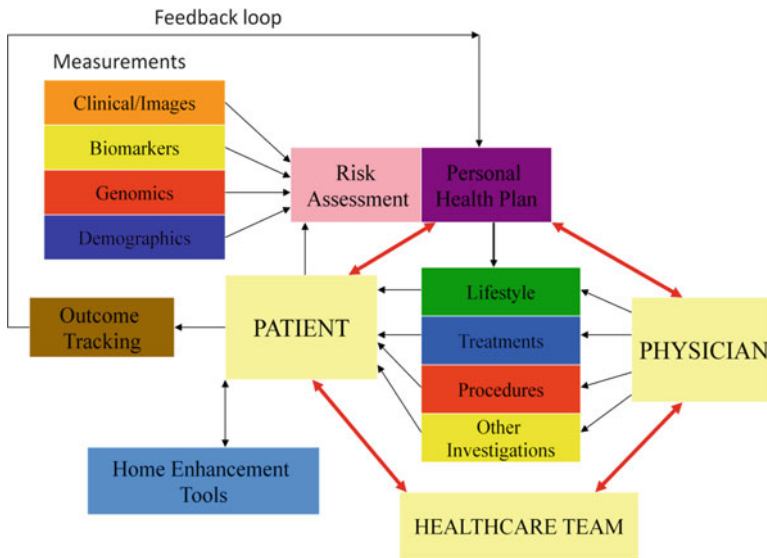 Feedback loop
Measurements
Clinical/Images
Biomarkers
Genomics
Demographics
Risk
Assessment
Personal
Health Plan
Outcome
Tracking
PATIENT
Lifestyle
Treatments
Procedures
Other
Investigations
PHYSICIAN
Home Enhancement
Tools
HEALTHCARE TEAM